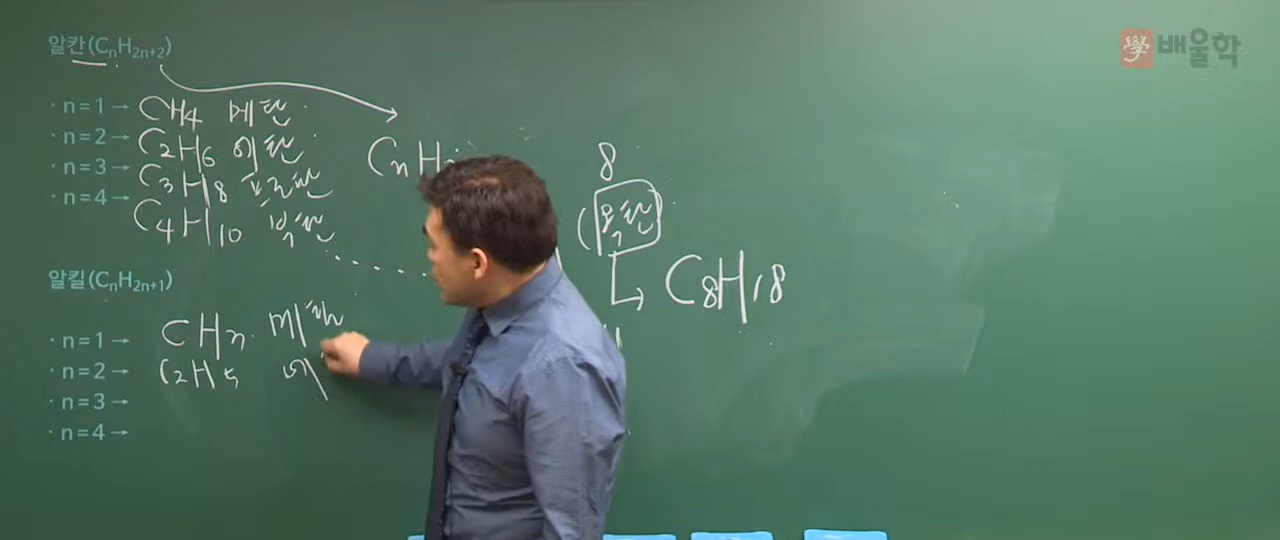 알칸(CnH2n+2)
· n=1 → CH4 메탄
· n=2 → C2H6 에탄
· n=3 → C3H8 프로판
· n=4 → C4H10 부탄
CnH
8
(옥탄)
C8H18
알킬(CnH2n+1)
· n=1 → CH3 메틸
· n=2 → C2H5 에
· n=3 →
· n=4 →
學 배울학